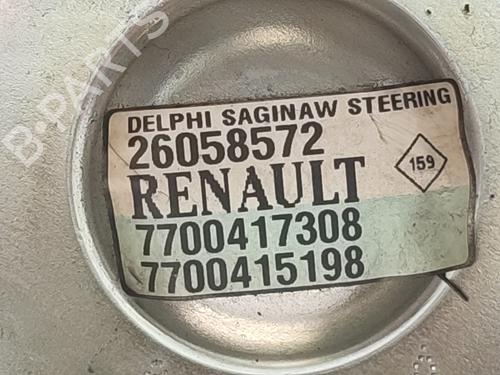 B-PARTS
DELPHI SAGINAW STEERING
26058572
RENAULT
159
7700417308
7700415198